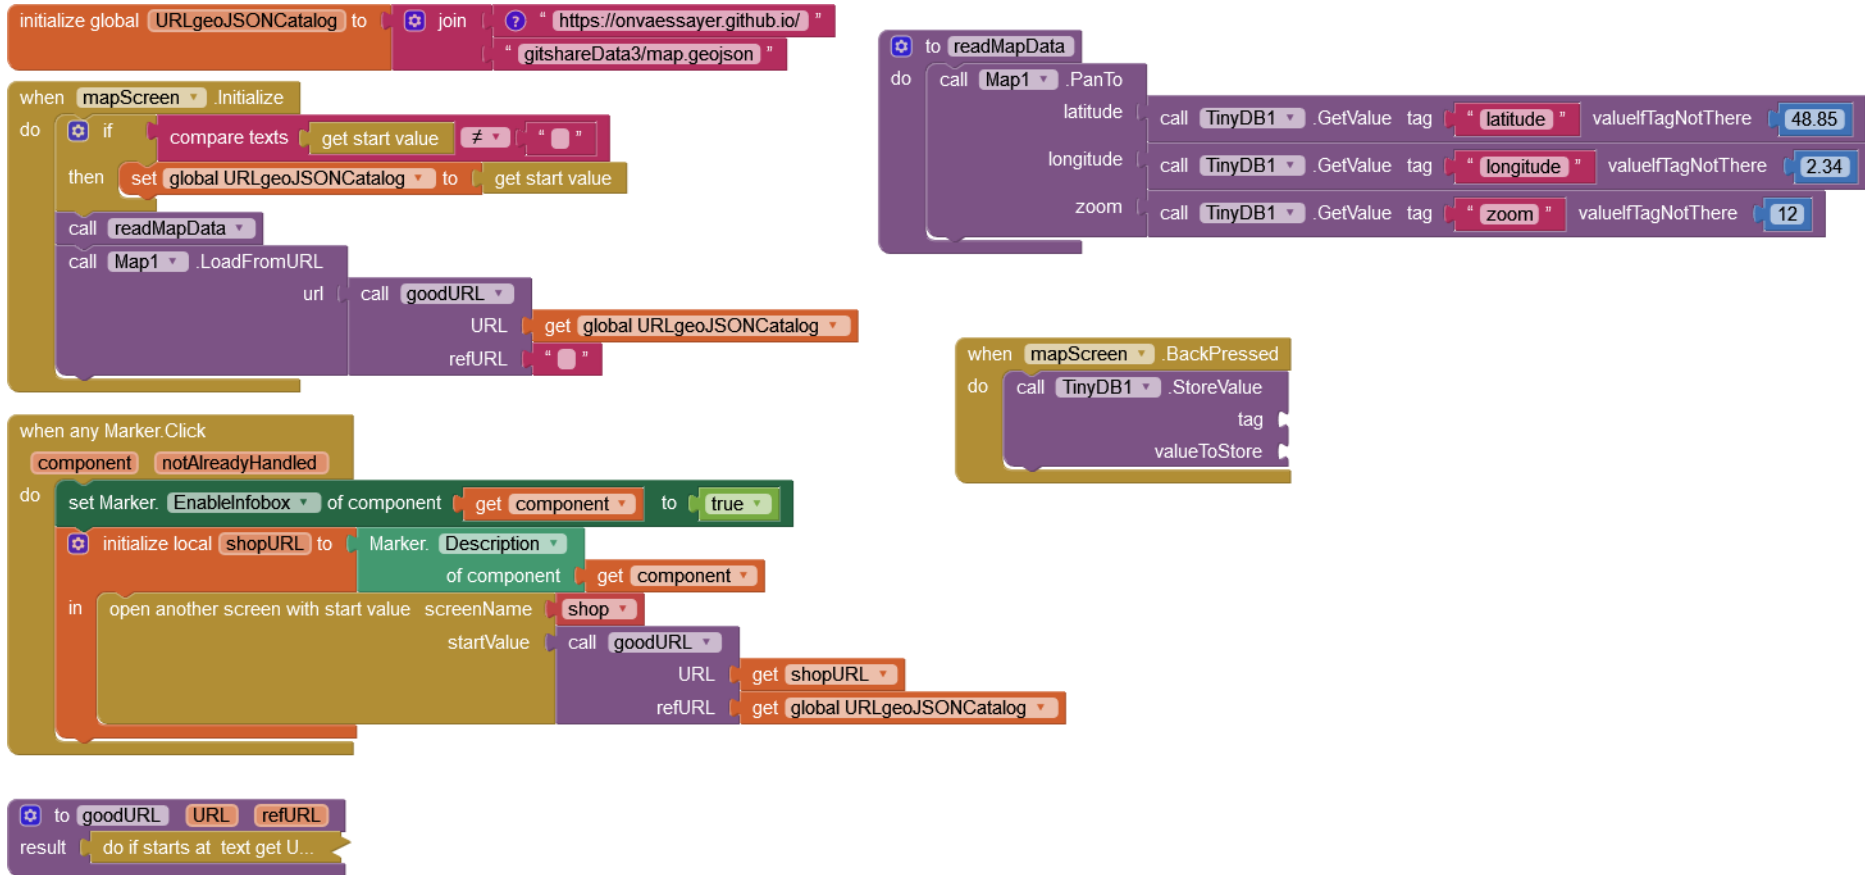 initialize global URLgeoJSONCatalog to join ? " https://onvaessayer.github.io/ "
" gitshareData3/map.geojson "
when mapScreen .Initialize
do if compare texts get start value ≠ " "
then set global URLgeoJSONCatalog to get start value
call readMapData
call Map1 .LoadFromURL
url call goodURL
URL get global URLgeoJSONCatalog
refURL " "
when any Marker.Click
component notAlreadyHandled
do set Marker. EnableInfobox of component get component to true
initialize local shopURL to Marker. Description
of component get component
in open another screen with start value screenName shop
startValue call goodURL
URL get shopURL
refURL get global URLgeoJSONCatalog
to goodURL URL refURL
result do if starts at text get U...
to readMapData
do call Map1 .PanTo
latitude call TinyDB1 .GetValue tag " latitude " valueIfTagNotThere 48.85
longitude call TinyDB1 .GetValue tag " longitude " valueIfTagNotThere 2.34
zoom call TinyDB1 .GetValue tag " zoom " valueIfTagNotThere 12
when mapScreen .BackPressed
do call TinyDB1 .StoreValue
tag
valueToStore